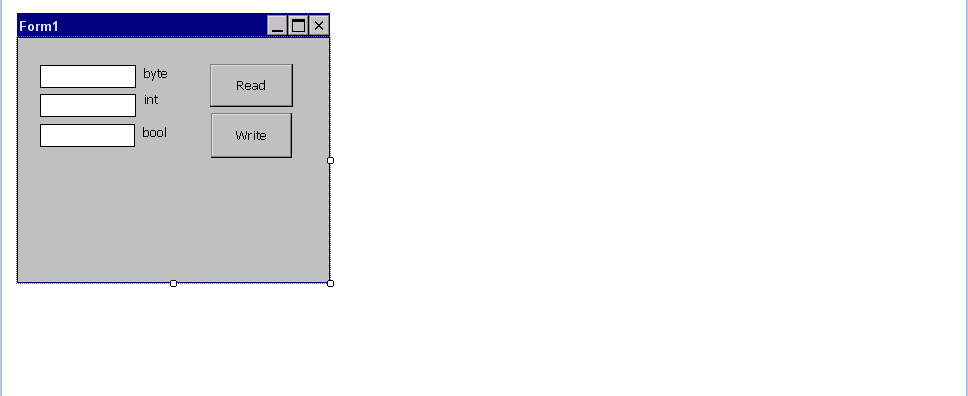 Form1
byte
Read
int
Write
bool